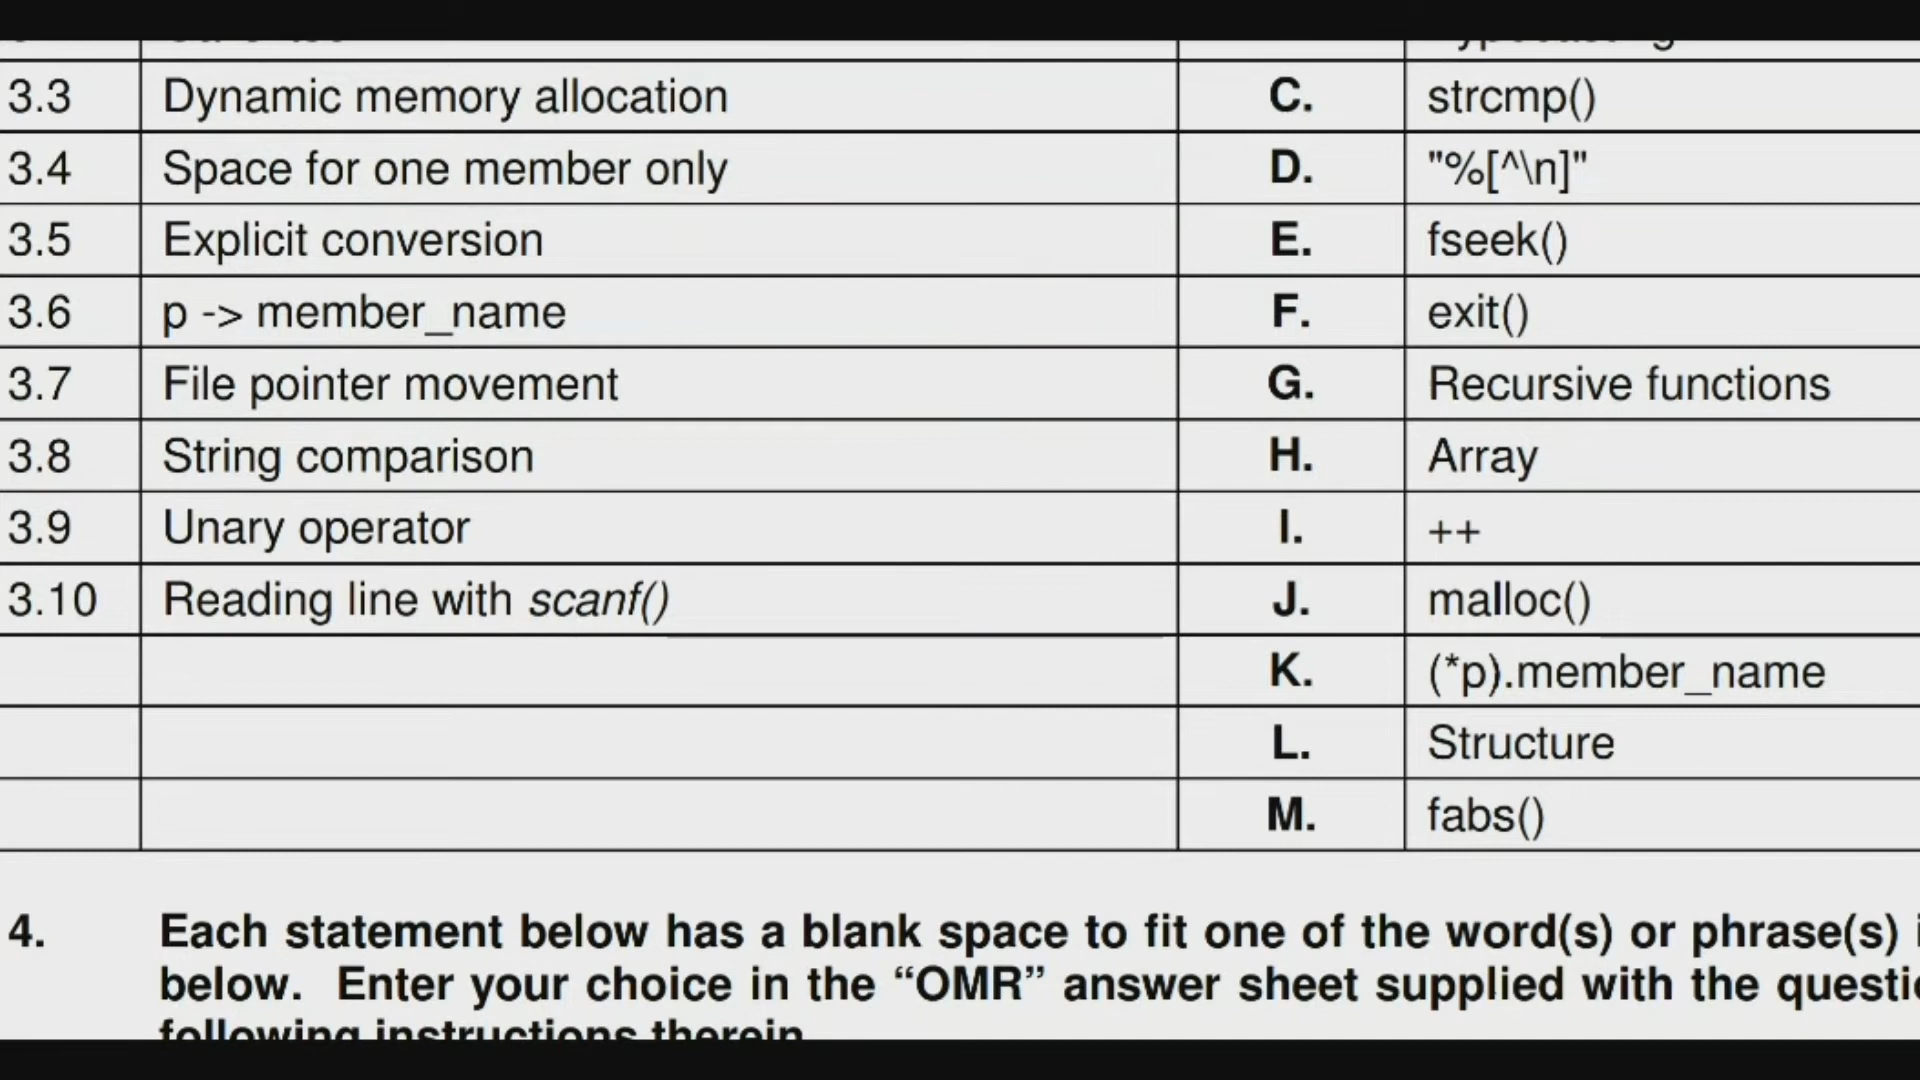 3.3 Dynamic memory allocation C. strcmp()
3.4 Space for one member only D. "%[^\n]"
3.5 Explicit conversion E. fseek()
3.6 p -> member_name F. exit()
3.7 File pointer movement G. Recursive functions
3.8 String comparison H. Array
3.9 Unary operator I. ++
3.10 Reading line with scanf() J. malloc()
K. (*p).member_name
L. Structure
M. fabs()
4. Each statement below has a blank space to fit one of the word(s) or phrase(s)
below. Enter your choice in the “OMR” answer sheet supplied with the
following instructions therein